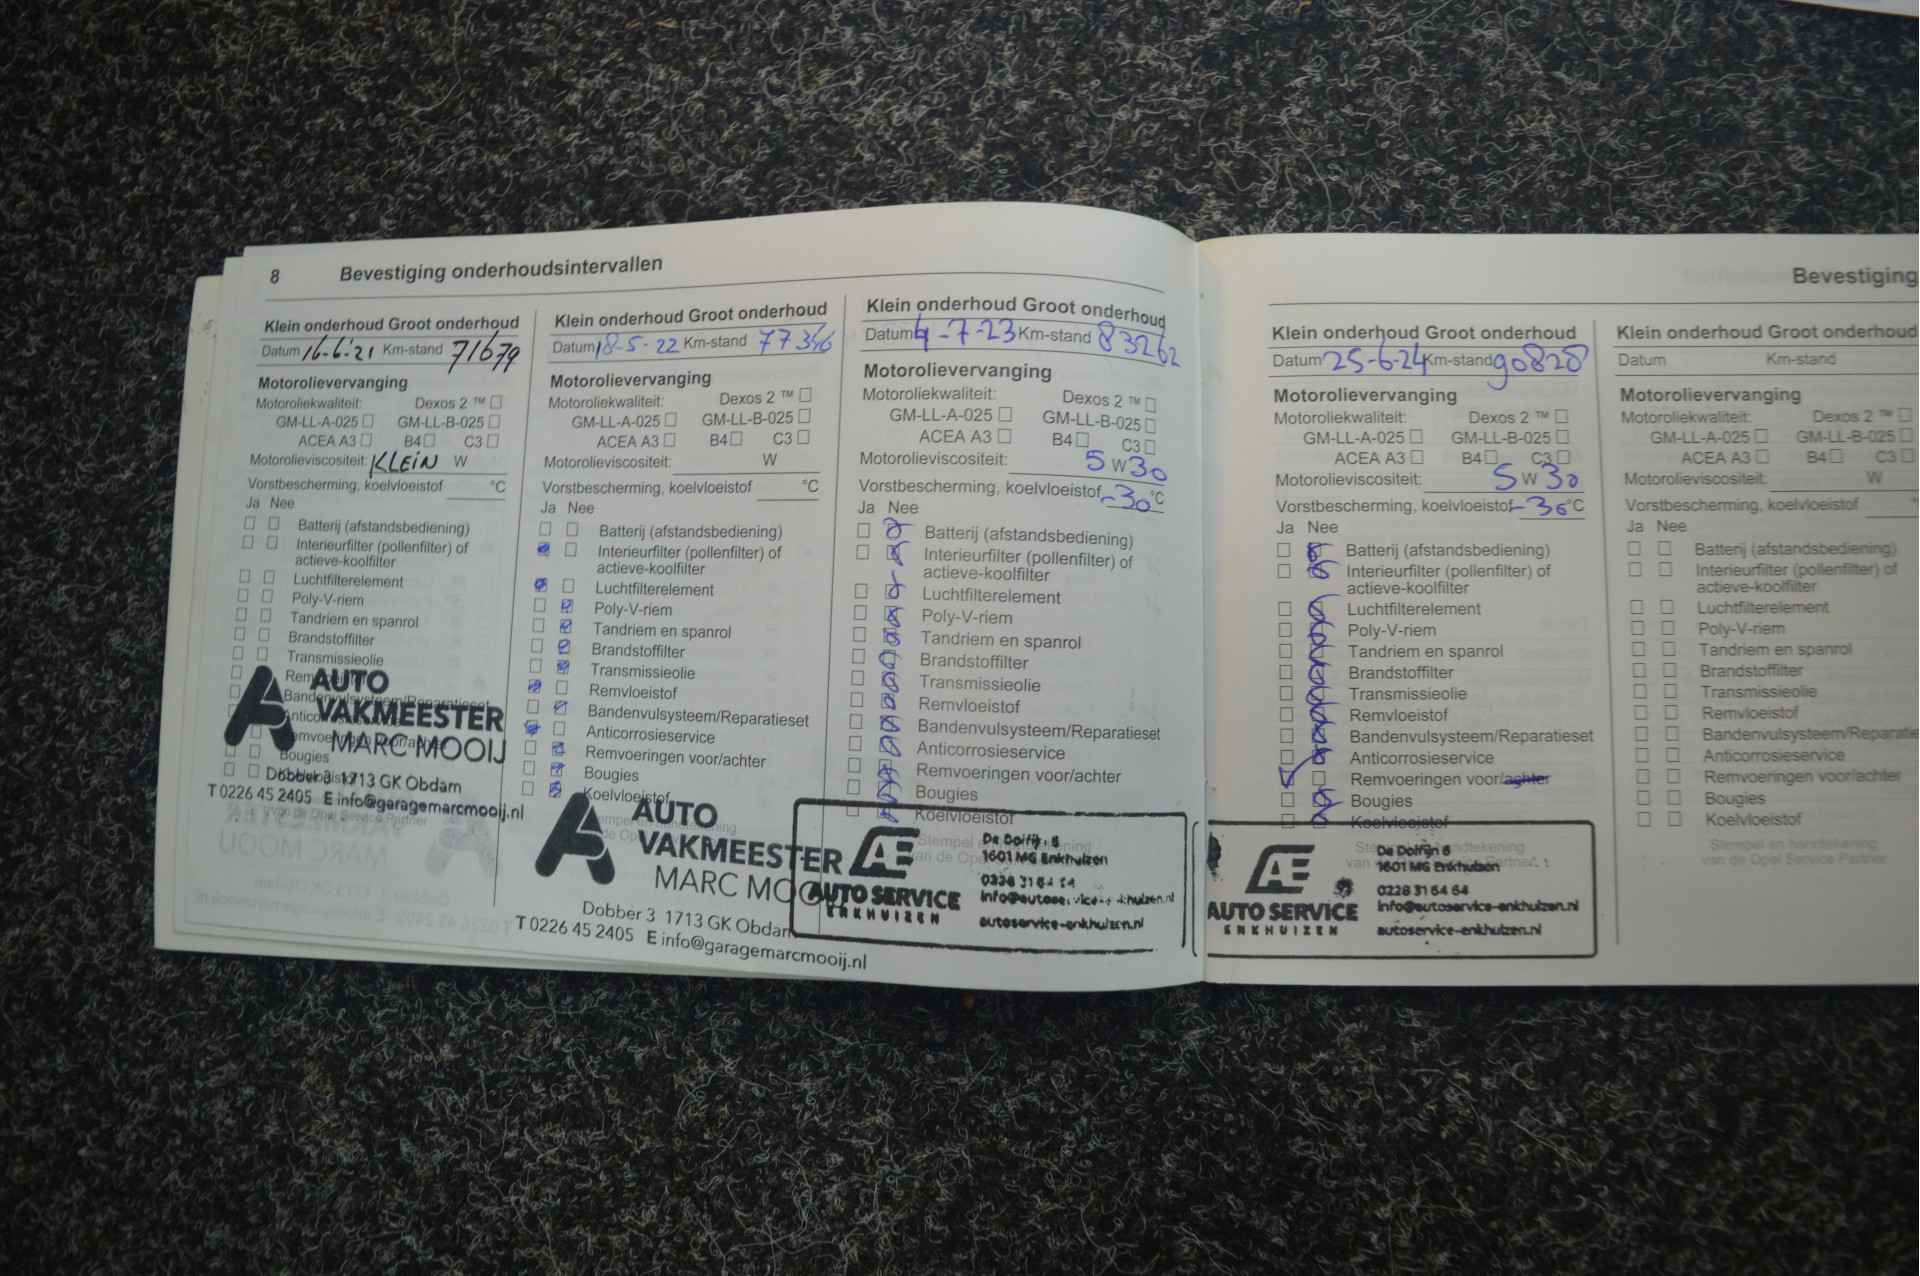 8 Bevestiging onderhoudsintervallen
Klein onderhoud Groot onderhoud
Datum 16-6-'21 Km-stand 71679
Motorolievervanging
Motoroliekwaliteit: Dexos 2 ™
GM-LL-A-025 GM-LL-B-025
ACEA A3 B4 C3
Motorolieviscositeit: KLEIN W
Vorstbescherming, koelvloeistof °C
Ja Nee
Batterij (afstandsbediening)
Interieurfilter (pollenfilter) of
actieve-koolfilter
Luchtfilterelement
Poly-V-riem
Tandriem en spanrol
Brandstoffilter
Transmissieolie
AUTO
VAKMEESTER
MARC MOOIJ
Bougies
Dobber 3 1713 GK Obdam
T 0226 45 2405 E info@garagemarcmooij.nl
Klein onderhoud Groot onderhoud
Datum 18-5-22 Km-stand 77346
Motorolievervanging
Motoroliekwaliteit: Dexos 2 ™
GM-LL-A-025 GM-LL-B-025
ACEA A3 B4 C3
Motorolieviscositeit: W
Vorstbescherming, koelvloeistof °C
Ja Nee
Batterij (afstandsbediening)
Interieurfilter (pollenfilter) of
actieve-koolfilter
Luchtfilterelement
Poly-V-riem
Tandriem en spanrol
Brandstoffilter
Transmissieolie
Remvloeistof
Bandenvulsysteem/Reparatieset
Anticorrosieservice
Remvoeringen voor/achter
Bougies
Koelvloeistof
AUTO
VAKMEESTER
MARC MOOIJ
Dobber 3 1713 GK Obdam
T 0226 45 2405 E info@garagemarcmooij.nl
Klein onderhoud Groot onderhoud
Datum 4-7-23 Km-stand 83262
Motorolievervanging
Motoroliekwaliteit: Dexos 2 ™
GM-LL-A-025 GM-LL-B-025
ACEA A3 B4 C3
Motorolieviscositeit: 5 W 30
Vorstbescherming, koelvloeistof -30 °C
Ja Nee
Batterij (afstandsbediening)
Interieurfilter (pollenfilter) of
actieve-koolfilter
Luchtfilterelement
Poly-V-riem
Tandriem en spanrol
Brandstoffilter
Transmissieolie
Remvloeistof
Bandenvulsysteem/Reparatieset
Anticorrosieservice
Remvoeringen voor/achter
Bougies
Koelvloeistof
AE
AUTO SERVICE
ENKHUIZEN
1601 MG Enkhuizen
autoservice-enkhuizen.nl
Bevestiging
Klein onderhoud Groot onderhoud
Datum 25-6-24 Km-stand 90828
Motorolievervanging
Motoroliekwaliteit: Dexos 2 ™
GM-LL-A-025 GM-LL-B-025
ACEA A3 B4 C3
Motorolieviscositeit: 5 W 30
Vorstbescherming, koelvloeistof -30 °C
Ja Nee
Batterij (afstandsbediening)
Interieurfilter (pollenfilter) of
actieve-koolfilter
Luchtfilterelement
Poly-V-riem
Tandriem en spanrol
Brandstoffilter
Transmissieolie
Remvloeistof
Bandenvulsysteem/Reparatieset
Anticorrosieservice
Remvoeringen voor/achter
Bougies
Koelvloeistof
AE
AUTO SERVICE
ENKHUIZEN
De Dolfijn 6
1601 MG Enkhuizen
0228 31 64 64
info@autoservice-enkhuizen.nl
autoservice-enkhuizen.nl
Klein onderhoud Groot onderhoud
Datum Km-stand
Motorolievervanging
Motoroliekwaliteit: Dexos 2 ™
GM-LL-A-025 GM-LL-B-025
ACEA A3 B4 C3
Motorolieviscositeit: W
Vorstbescherming, koelvloeistof
Ja Nee
Batterij (afstandsbediening)
Interieurfilter (pollenfilter) of
actieve-koolfilter
Luchtfilterelement
Poly-V-riem
Tandriem en spanrol
Brandstoffilter
Transmissieolie
Remvloeistof
Bandenvulsysteem/Reparatie
Anticorrosieservice
Remvoeringen voor/achter
Bougies
Koelvloeistof
Stempel en handtekening
van de Opel Service Partner